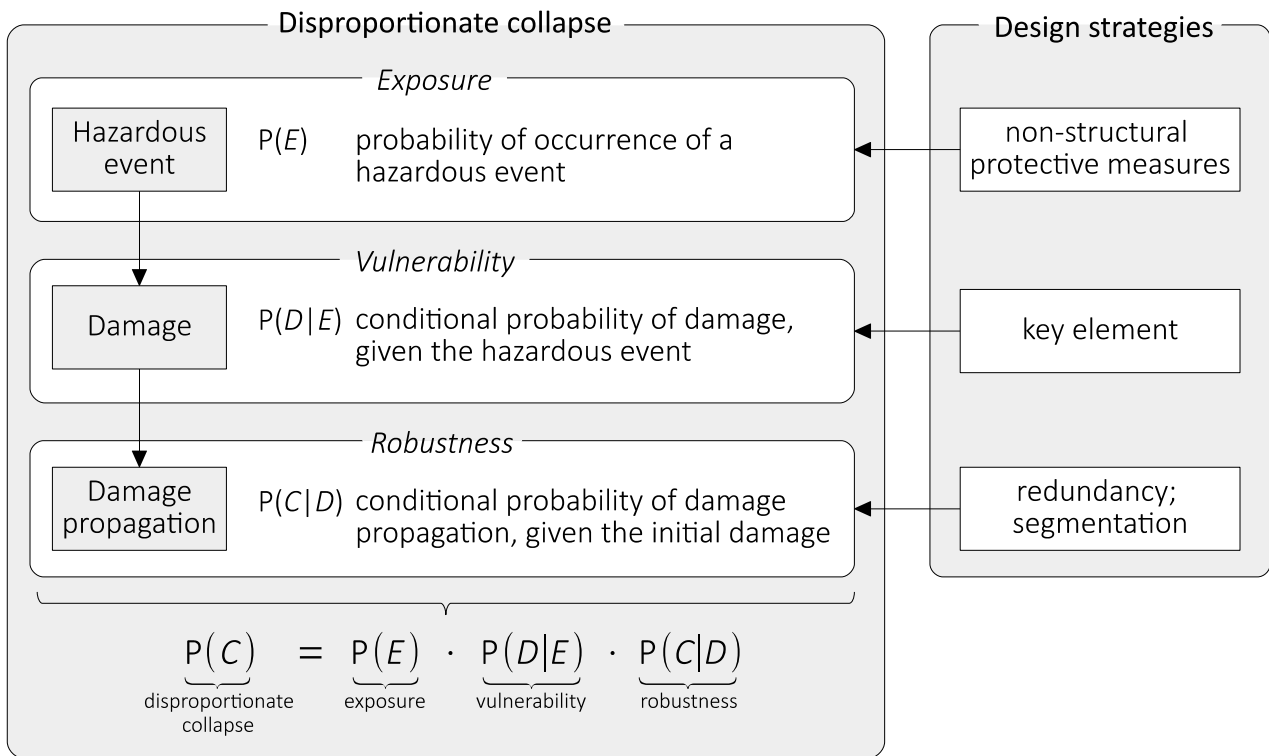 Disproportionate collapse
Exposure
Hazardous
event
P(E)
probability of occurrence of a
hazardous event
Vulnerability
Damage
P(D|E)
conditional probability of damage,
given the hazardous event
Robustness
Damage
propagation
P(C|D)
conditional probability of damage
propagation, given the initial damage
P(C) = P(E) · P(D|E) · P(C|D)
disproportionate
collapse
exposure
vulnerability
robustness
Design strategies
non-structural
protective measures
key element
redundancy;
segmentation